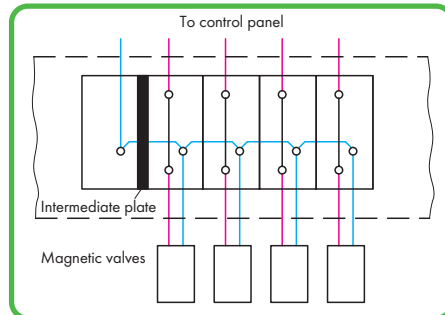 To control panel
Intermediate plate
Magnetic valves